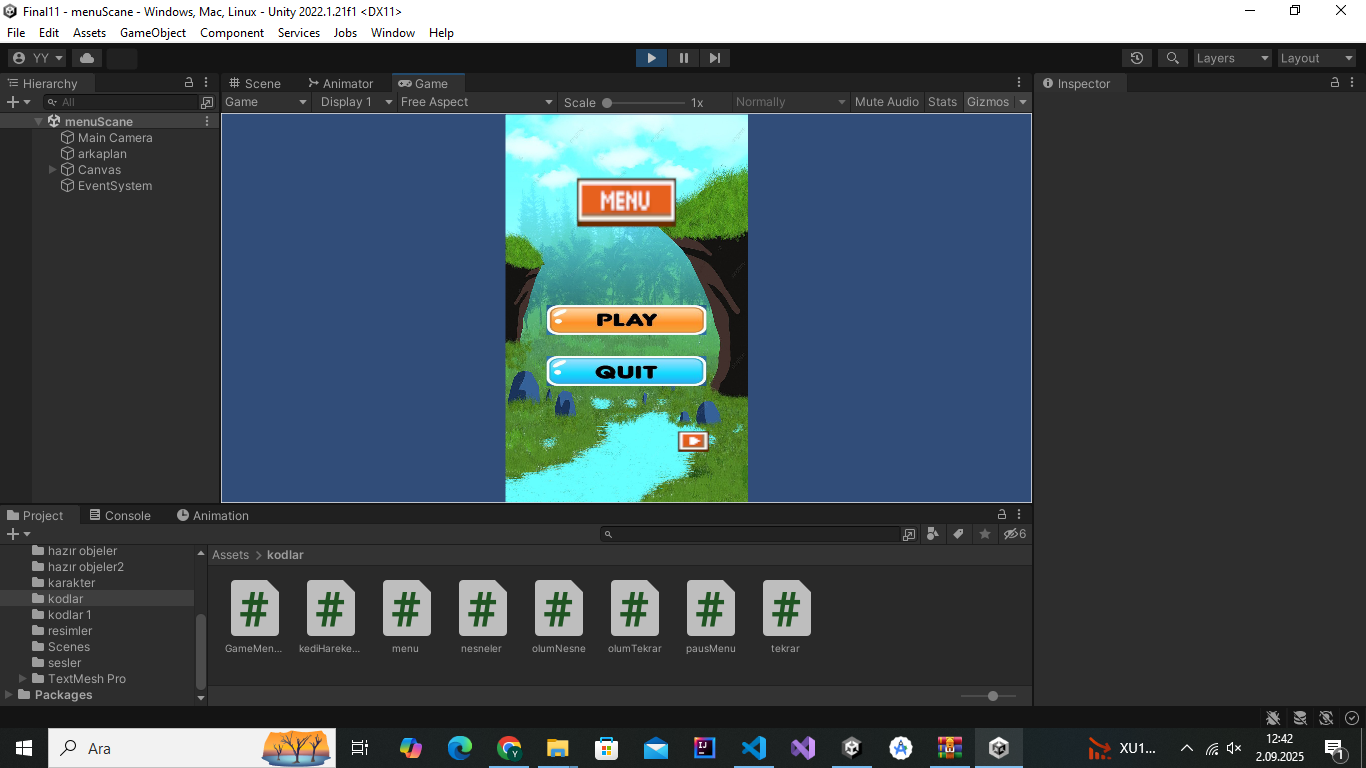 Final11 - menuScane - Windows, Mac, Linux - Unity 2022.1.21f1 <DX11>
File Edit Assets GameObject Component Services Jobs Window Help
YY Layers Layout
Hierarchy Scene Animator Game Inspector
All Game Display 1 Free Aspect Scale 1x Normally Mute Audio Stats Gizmos
menuScane
Main Camera
arkaplan
Canvas
EventSystem
MENU
PLAY
QUIT
Project Console Animation
6
hazır objeler
hazır objeler2
karakter
kodlar
kodlar 1
resimler
Scenes
sesler
TextMesh Pro
Packages
Assets > kodlar
GameMen... kediHareke... menu nesneler olumNesne olumTekrar pausMenu tekrar
Ara
XU1...
12:42
2.09.2025
1